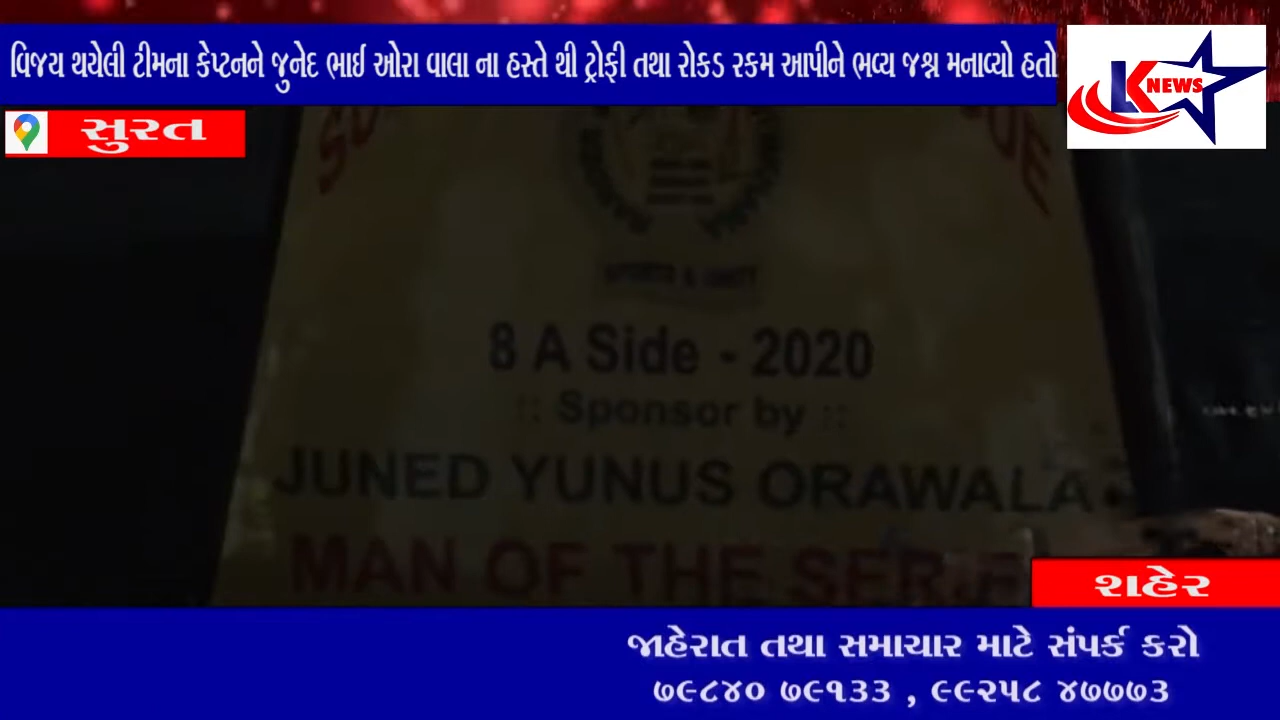 વિજય થયેલી ટીમના કેપ્ટનને જુનેદ ભાઈ ઓરા વાલા ના હસ્તે થી ટ્રોફી તથા રોકડ રકમ આપીને ભવ્ય જશ્ન મનાવ્યો હતો
K NEWS
સુરત
8 A Side - 2020
:: Sponsor by ::
JUNED YUNUS ORAWALA
MAN OF THE
શહેર
જાહેરાત તથા સમાચાર માટે સંપર્ક કરો
૭૯૮૪૦ ૭૯૧૩૩ , ૯૯૨૫૮ ૪૭૭૭૩